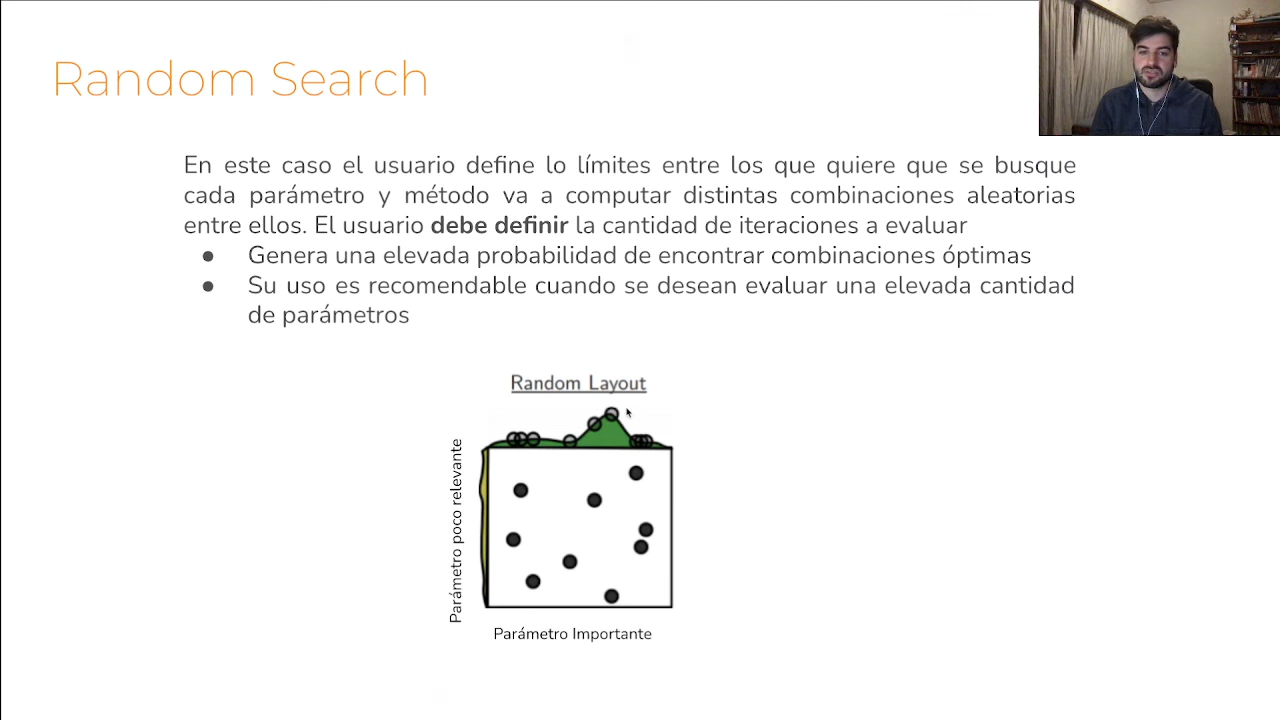 Random Search
En este caso el usuario define lo límites entre los que quiere que se busque
cada parámetro y método va a computar distintas combinaciones aleatorias
entre ellos. El usuario debe definir la cantidad de iteraciones a evaluar
● Genera una elevada probabilidad de encontrar combinaciones óptimas
● Su uso es recomendable cuando se desean evaluar una elevada cantidad
de parámetros
Random Layout
Parámetro poco relevante
Parámetro Importante